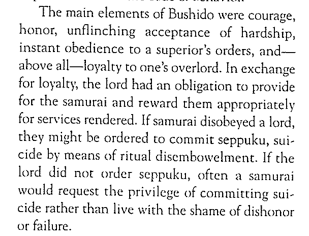 The main elements of Bushido were courage,
honor, unflinching acceptance of hardship,
instant obedience to a superior's orders, and—
above all—loyalty to one's overlord. In exchange
for loyalty, the lord had an obligation to provide
for the samurai and reward them appropriately
for services rendered. If samurai disobeyed a lord,
they might be ordered to commit seppuku, sui-
cide by means of ritual disembowelment. If the
lord did not order seppuku, often a samurai
would request the privilege of committing sui-
cide rather than live with the shame of dishonor
or failure.